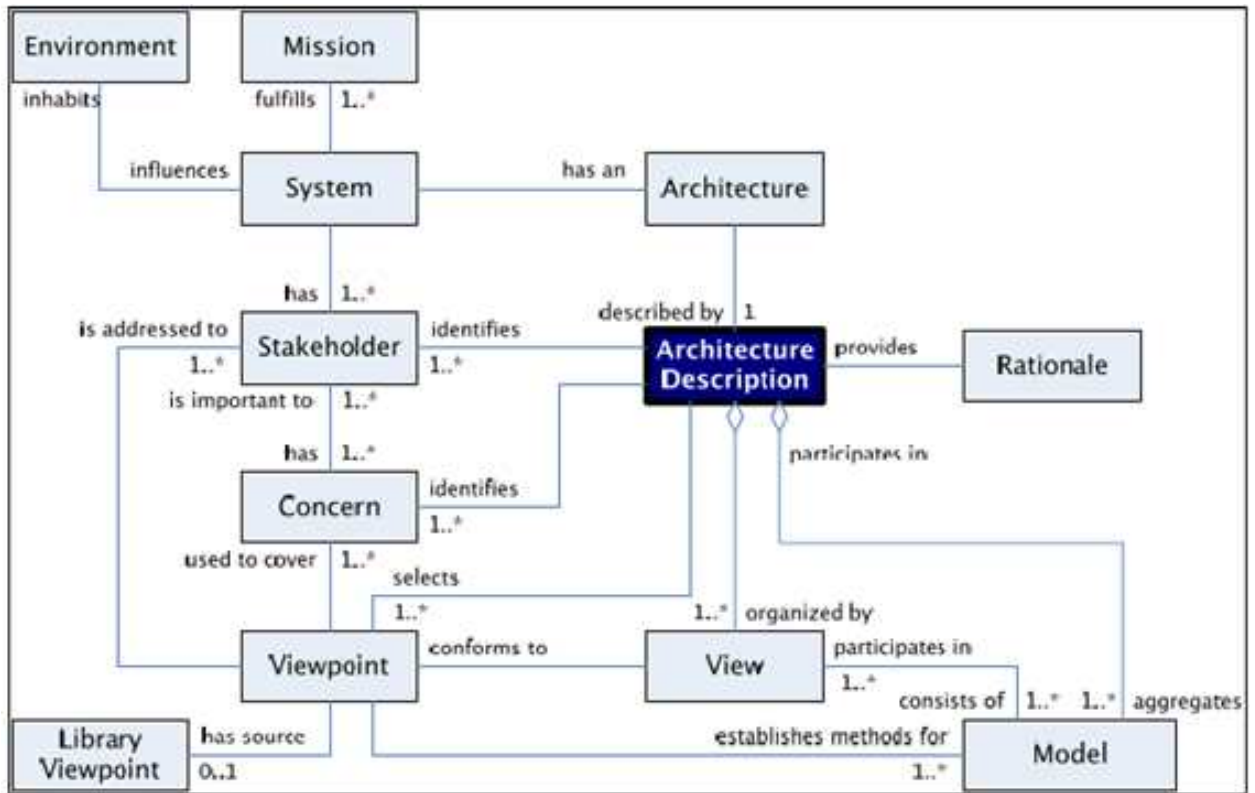 Environment
Mission
inhabits
fulfills 1..*
influences
System
has an
Architecture
has 1..*
described by 1
is addressed to
1..*
Stakeholder
identifies
1..*
Architecture
Description
provides
Rationale
is important to 1..*
has 1..*
participates in
Concern
identifies
1..*
used to cover 1..*
selects
1..*
1..* organized by
Viewpoint
conforms to
View
participates in
1..*
consists of 1..*
1..* aggregates
Library
Viewpoint
has source
0..1
establishes methods for
1..*
Model